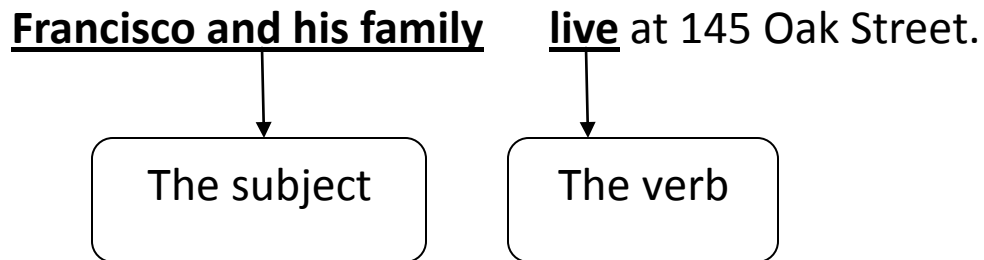 Francisco and his family live at 145 Oak Street.
The subject The verb